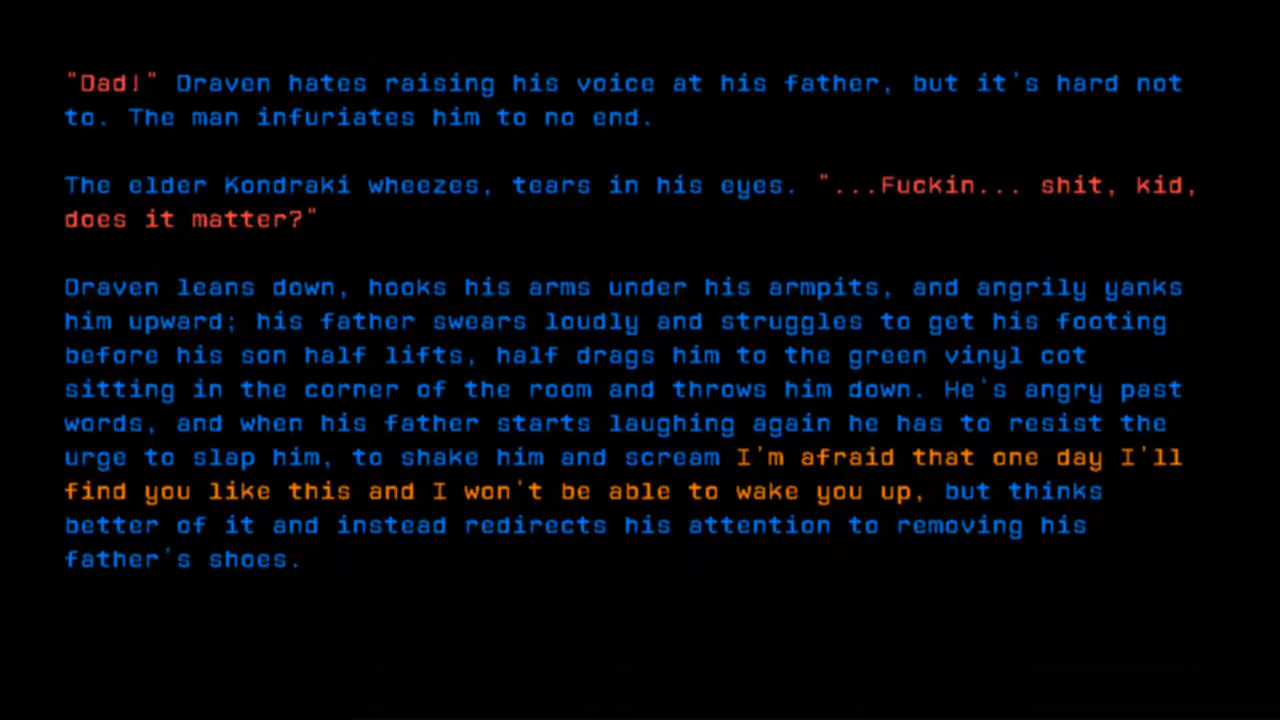 "Dad!" Draven hates raising his voice at his father, but it's hard not
to. The man infuriates him to no end.
The elder Kondraki wheezes, tears in his eyes. "...Fuckin... shit, kid,
does it matter?"
Draven leans down, hooks his arms under his armpits, and angrily yanks
him upward; his father swears loudly and struggles to get his footing
before his son half lifts, half drags him to the green vinyl cot
sitting in the corner of the room and throws him down. He's angry past
words, and when his father starts laughing again he has to resist the
urge to slap him, to shake him and scream I'm afraid that one day I'll
find you like this and I won't be able to wake you up, but thinks
better of it and instead redirects his attention to removing his
father's shoes.